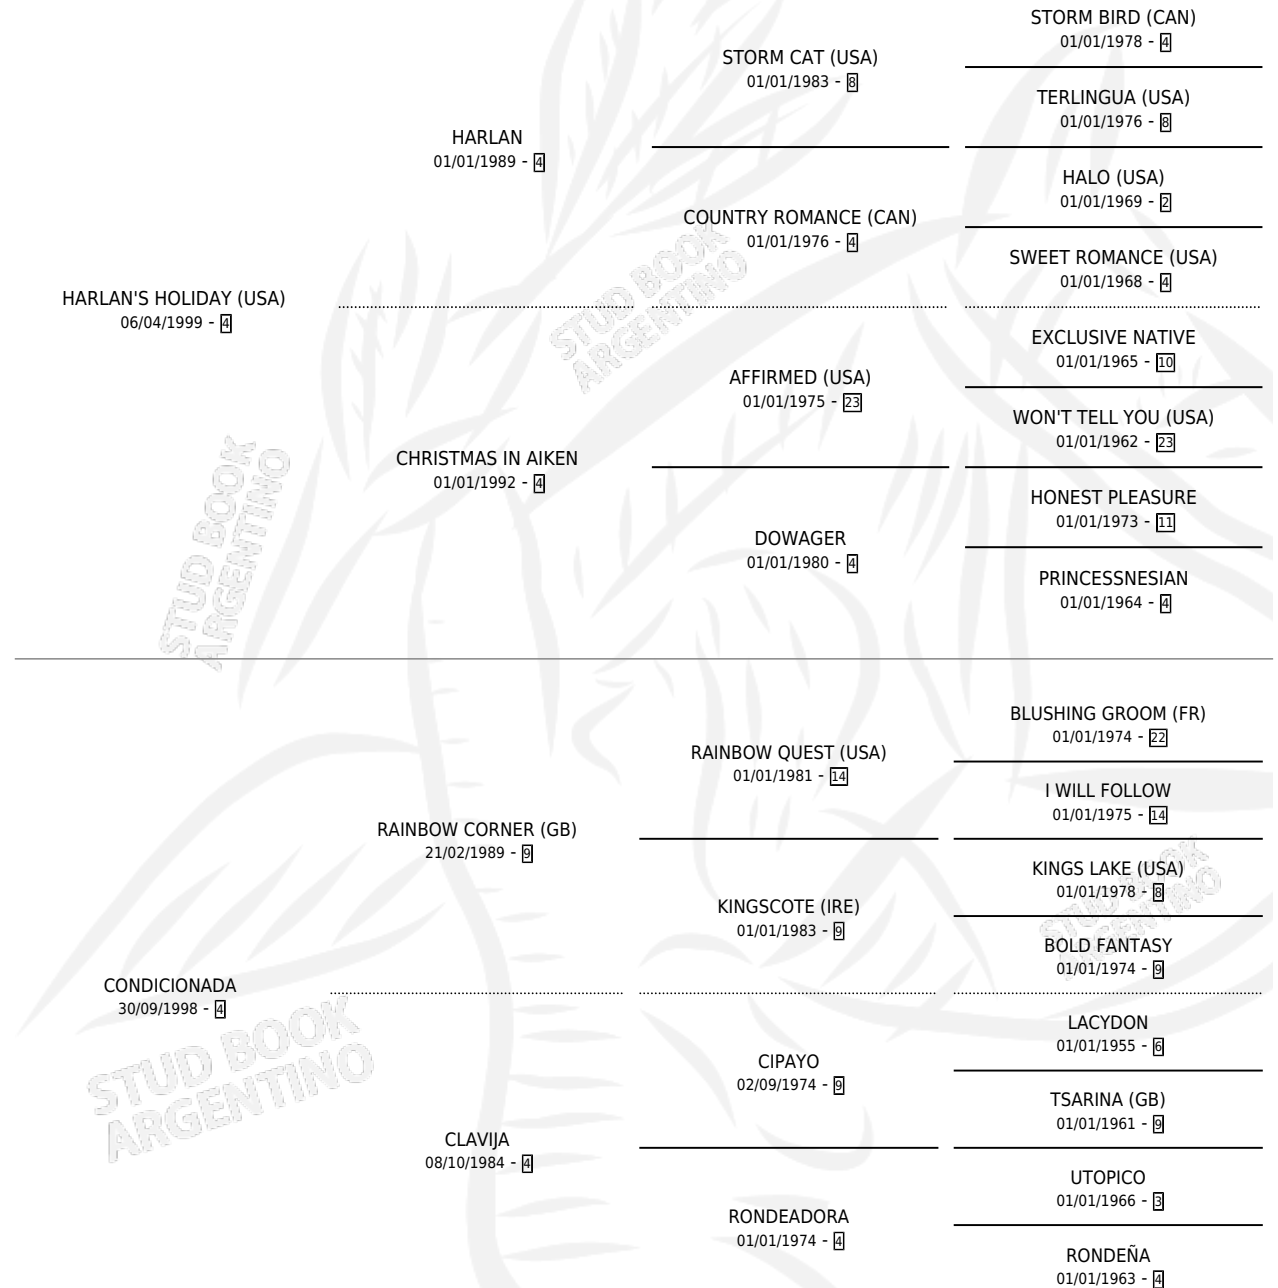 STORM BIRD (CAN)
01/01/1978 - 4
STORM CAT (USA)
01/01/1983 - 8
TERLINGUA (USA)
01/01/1976 - 8
HARLAN
01/01/1989 - 4
HALO (USA)
01/01/1969 - 2
COUNTRY ROMANCE (CAN)
01/01/1976 - 4
SWEET ROMANCE (USA)
01/01/1968 - 4
HARLAN'S HOLIDAY (USA)
06/04/1999 - 4
EXCLUSIVE NATIVE
01/01/1965 - 10
AFFIRMED (USA)
01/01/1975 - 23
WON'T TELL YOU (USA)
01/01/1962 - 23
CHRISTMAS IN AIKEN
01/01/1992 - 4
HONEST PLEASURE
01/01/1973 - 11
DOWAGER
01/01/1980 - 4
PRINCESSNESIAN
01/01/1964 - 4
BLUSHING GROOM (FR)
01/01/1974 - 22
RAINBOW QUEST (USA)
01/01/1981 - 14
I WILL FOLLOW
01/01/1975 - 14
RAINBOW CORNER (GB)
21/02/1989 - 9
KINGS LAKE (USA)
01/01/1978 - 8
KINGSCOTE (IRE)
01/01/1983 - 9
BOLD FANTASY
01/01/1974 - 9
CONDICIONADA
30/09/1998 - 4
LACYDON
01/01/1955 - 6
CIPAYO
02/09/1974 - 9
TSARINA (GB)
01/01/1961 - 9
CLAVIJA
08/10/1984 - 4
UTOPICO
01/01/1966 - 3
RONDEADORA
01/01/1974 - 4
RONDEÑA
01/01/1963 - 4
STUD BOOK
ARGENTINO
STUD BOOK
ARGENTINO
STUD BOOK
ARGENTINO
STUD BOOK
ARGENTINO